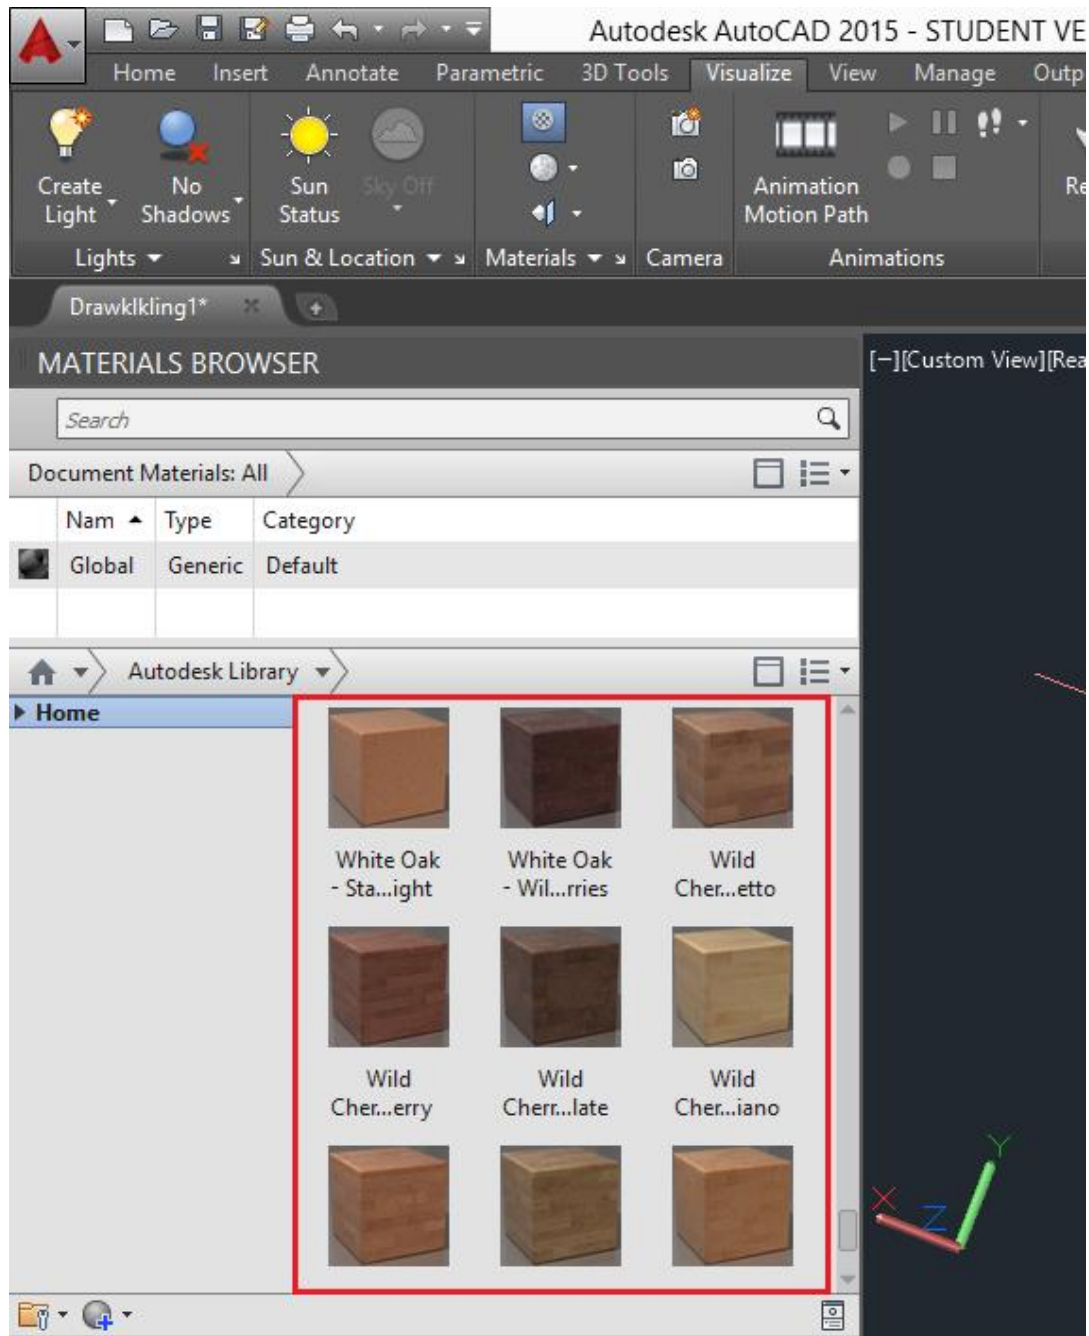 Autodesk AutoCAD 2015 - STUDENT VE
Home Insert Annotate Parametric 3D Tools Visualize View Manage Outp
Create Light
No Shadows
Sun Status
Sky Off
Animation Motion Path
Re
Lights Sun & Location Materials Camera Animations
Drawklkling1*
MATERIALS BROWSER
[−][Custom View][Rea
Search
Document Materials: All
Nam Type Category
Global Generic Default
Autodesk Library
Home
White Oak
- Sta...ight
White Oak
- Wil...rries
Wild
Cher...etto
Wild
Cher...erry
Wild
Cherr...late
Wild
Cher...iano
Y
X
Z